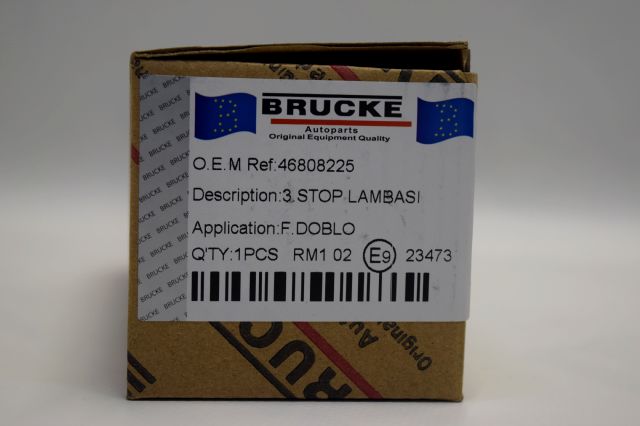 BRUCKE
Autoparts
Original Equipment Quality
O.E.M Ref:46808225
Description:3.STOP LAMBASI
Application:F.DOBLO
Q'TY:1PCS RM1 02 E9 23473
BRUCKE